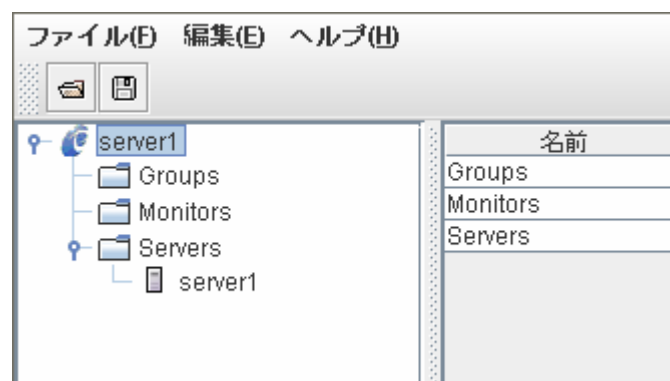 ファイル(F) 編集(E) ヘルプ(H)
server1
Groups
Monitors
Servers
server1
名前
Groups
Monitors
Servers